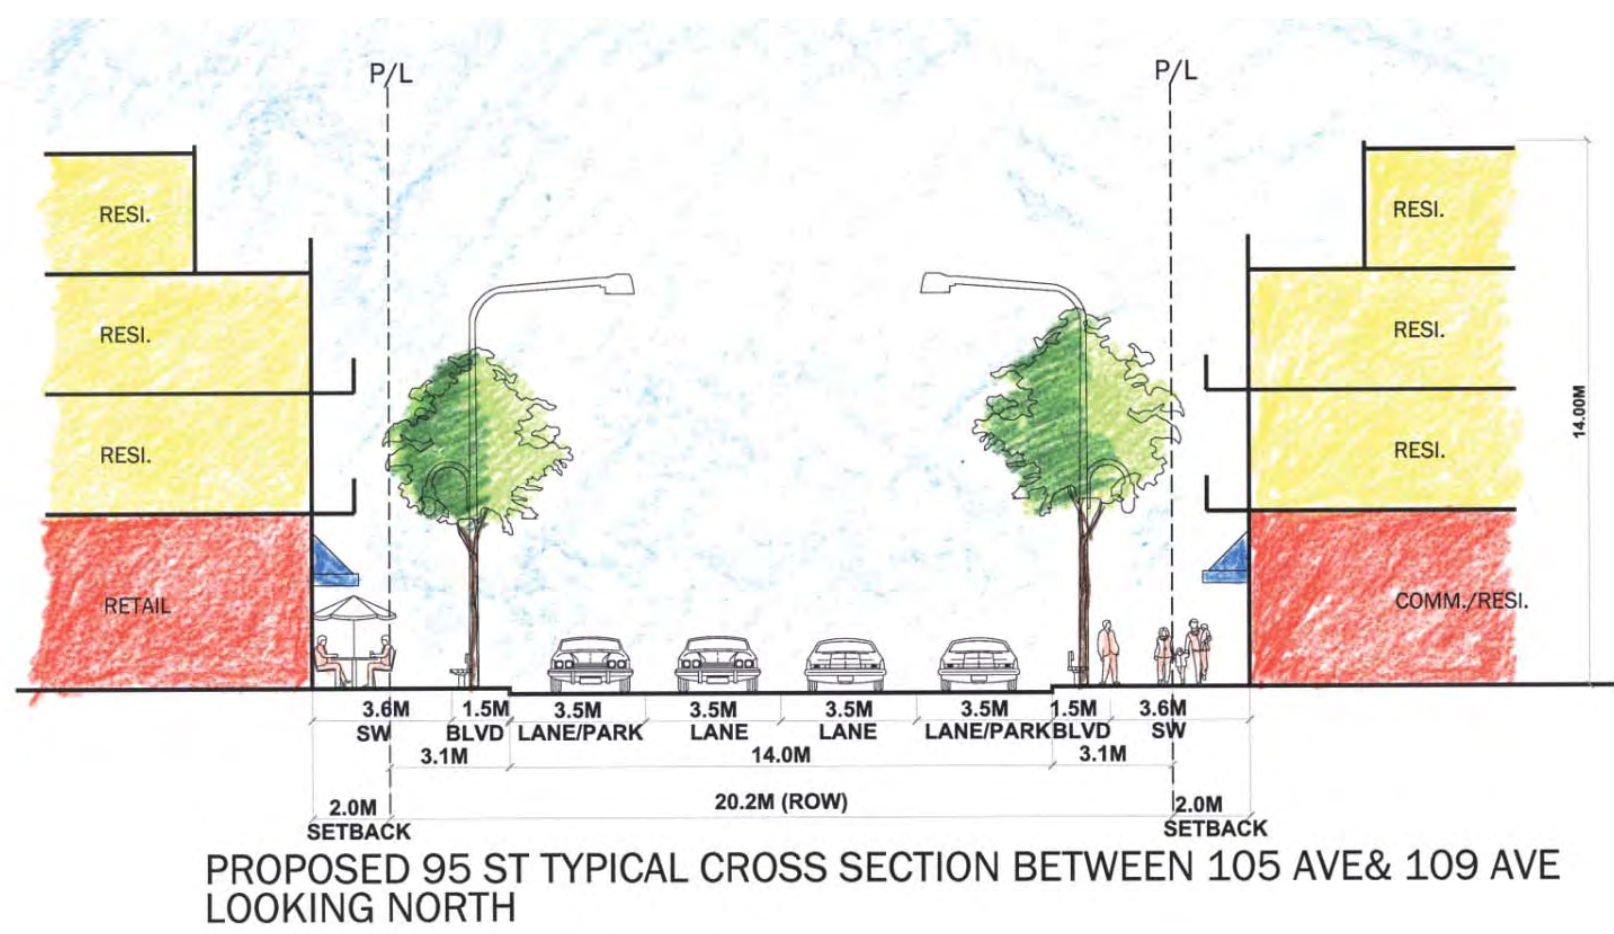 P/L P/L
RESI. RESI.
RESI. RESI.
RESI. RESI.
14.00M
RETAIL COMM./RESI.
3.6M 1.5M 3.5M 3.5M 3.5M 3.5M 1.5M 3.6M
SW BLVD LANE/PARK LANE LANE LANE/PARK BLVD SW
3.1M 14.0M 3.1M
2.0M 20.2M (ROW) 2.0M
SETBACK SETBACK
PROPOSED 95 ST TYPICAL CROSS SECTION BETWEEN 105 AVE& 109 AVE
LOOKING NORTH